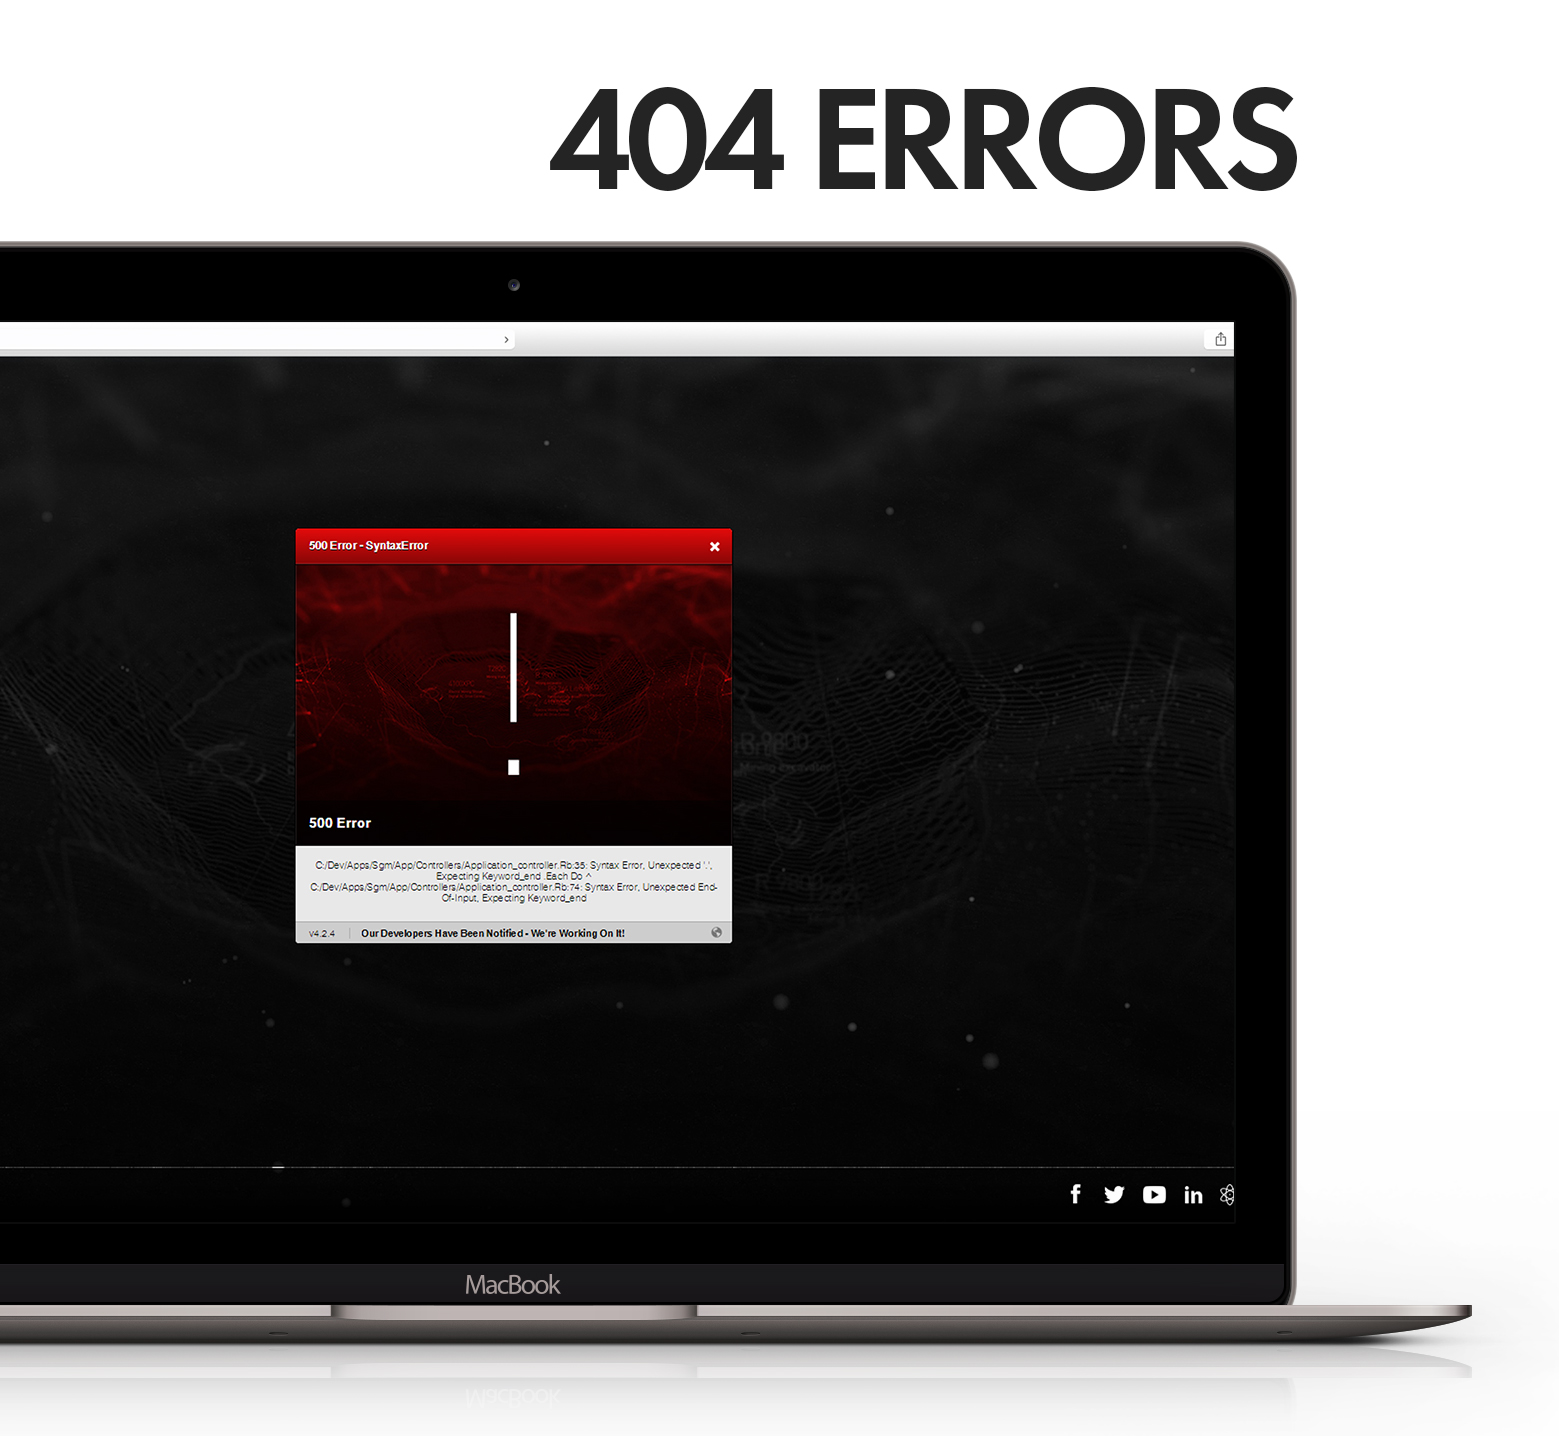 404 ERRORS
500 Error - SyntaxError
500 Error
C:/Dev/Apps/Sgm/App/Controllers/Application_controller.Rb:35: Syntax Error, Unexpected '.',
Expecting Keyword_end .Each Do ^
C:/Dev/Apps/Sgm/App/Controllers/Application_controller.Rb:74: Syntax Error, Unexpected End-
Of-Input, Expecting Keyword_end
v4.2.4 Our Developers Have Been Notified - We're Working On It!
MacBook